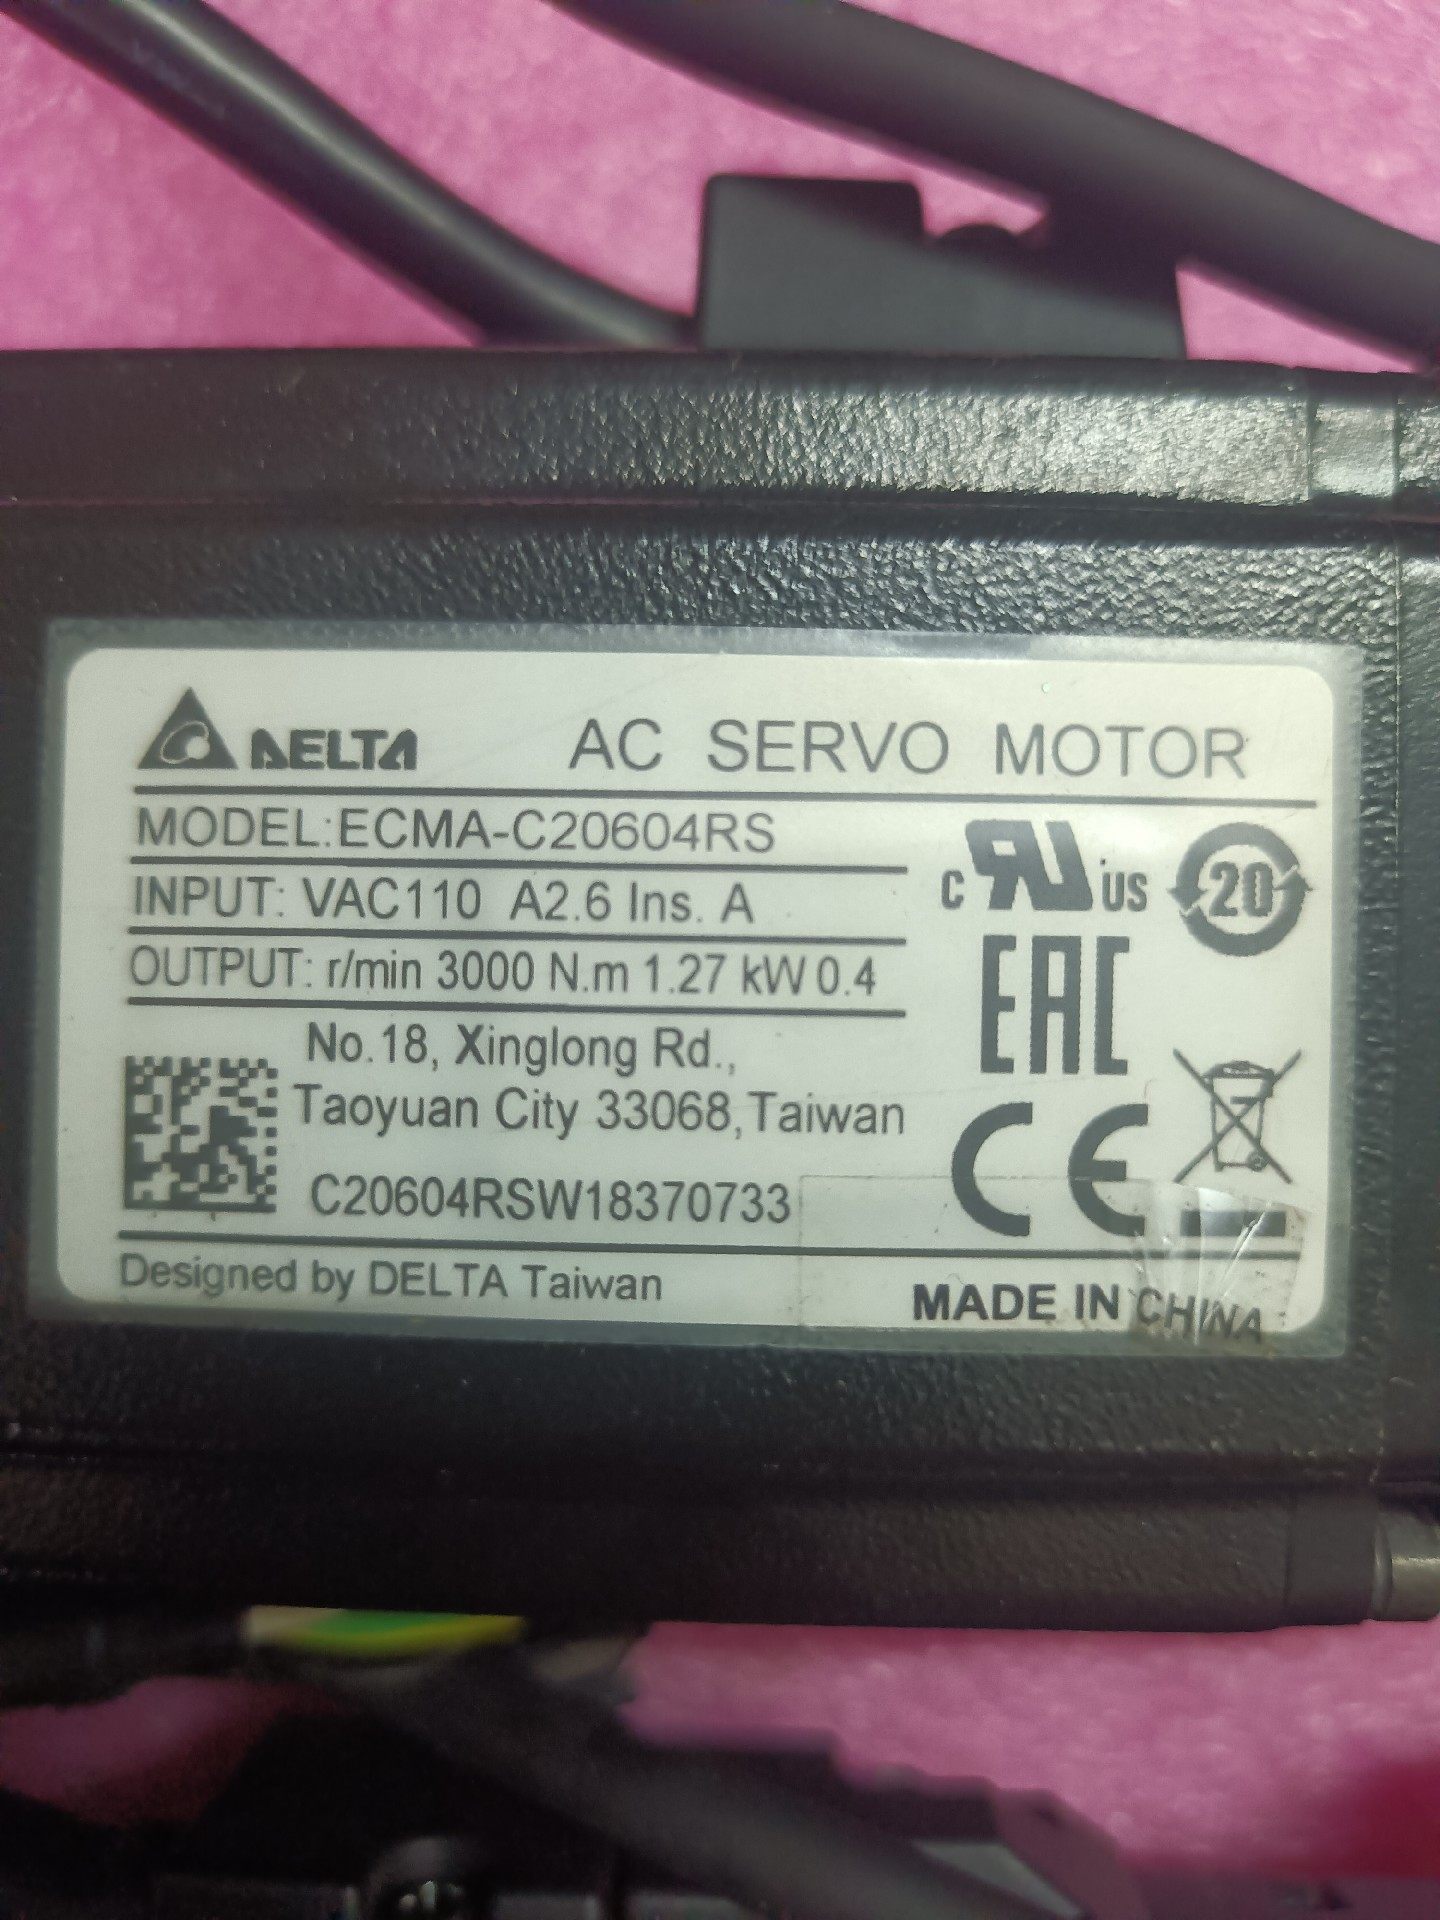 DELTA AC SERVO MOTOR
MODEL:ECMA-C20604RS
INPUT: VAC110 A2.6 Ins. A
OUTPUT: r/min 3000 N.m 1.27 kW 0.4
No.18, Xinglong Rd.,
Taoyuan City 33068,Taiwan
C20604RSW18370733
c RU US
20
EAC
CE
Designed by DELTA Taiwan
MADE IN CHINA